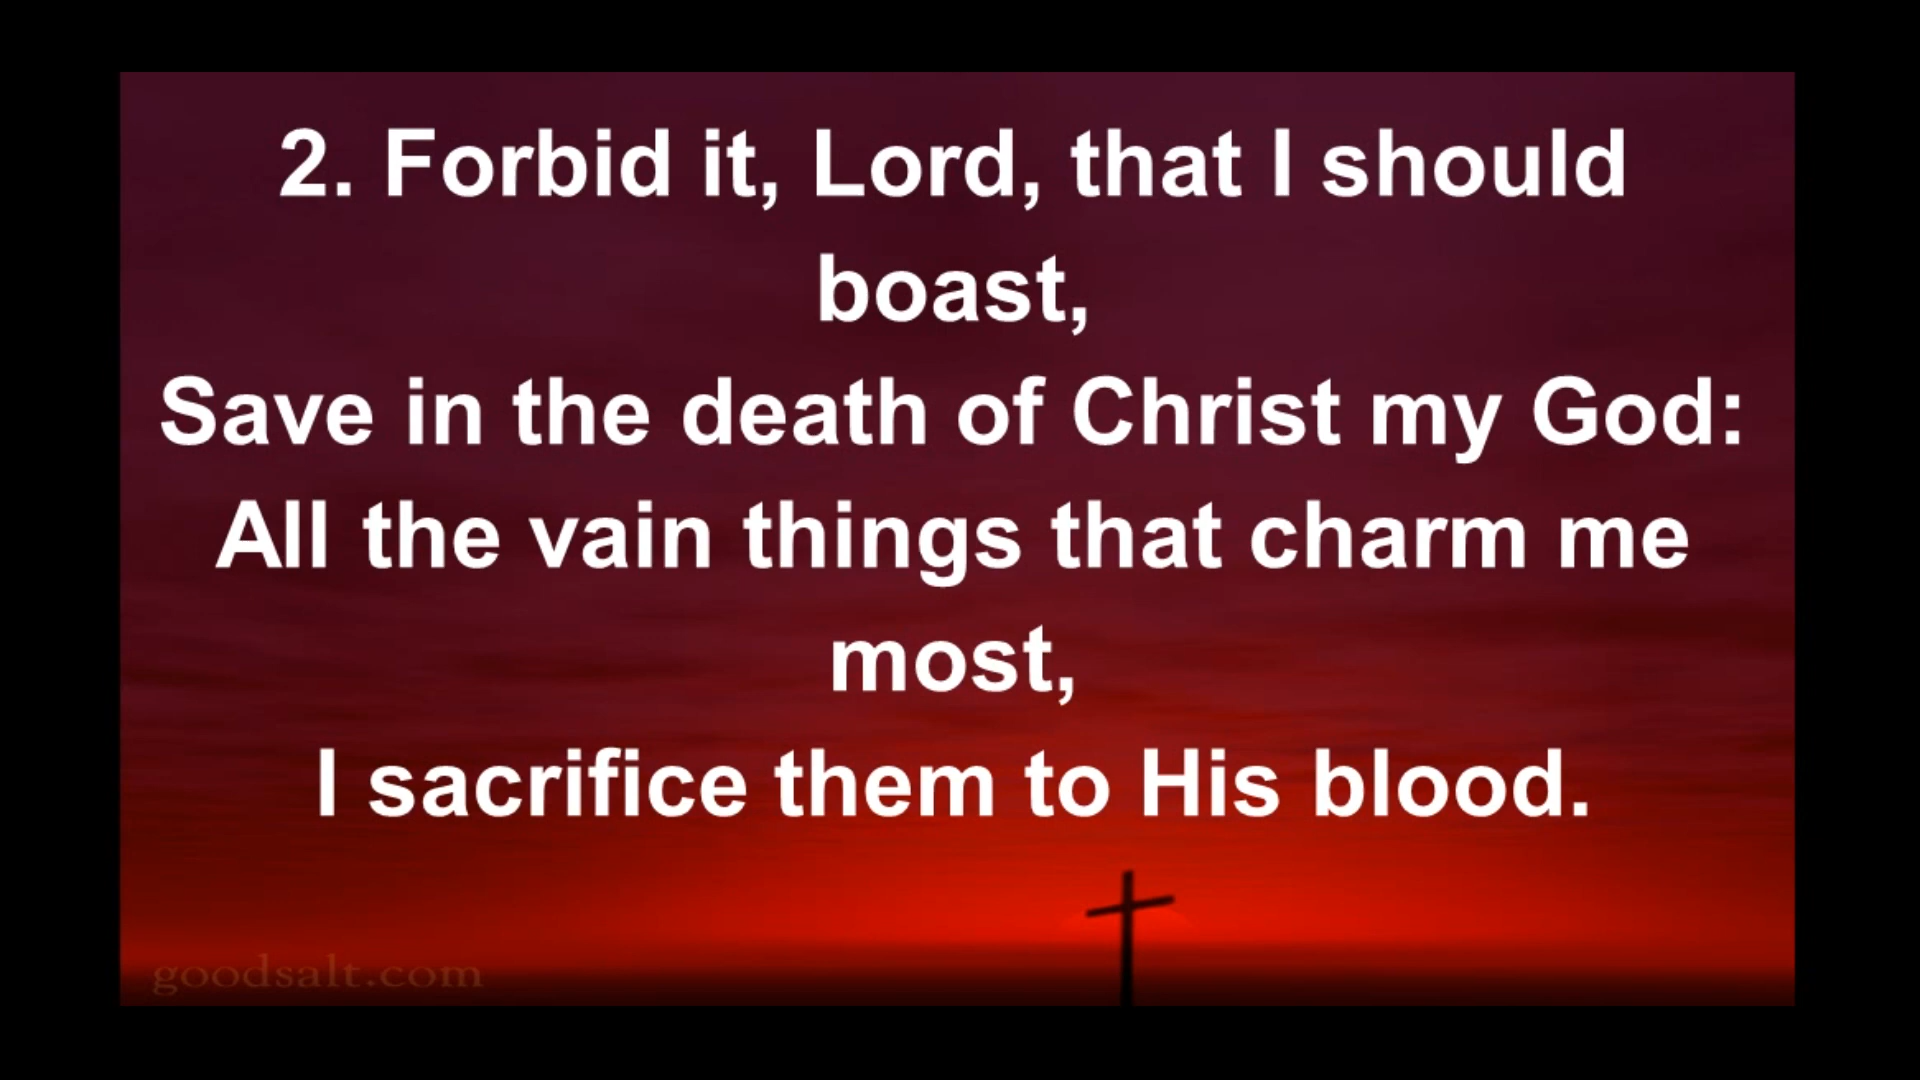 2. Forbid it, Lord, that I should
boast,
Save in the death of Christ my God:
All the vain things that charm me
most,
I sacrifice them to His blood.
goodsalt.com